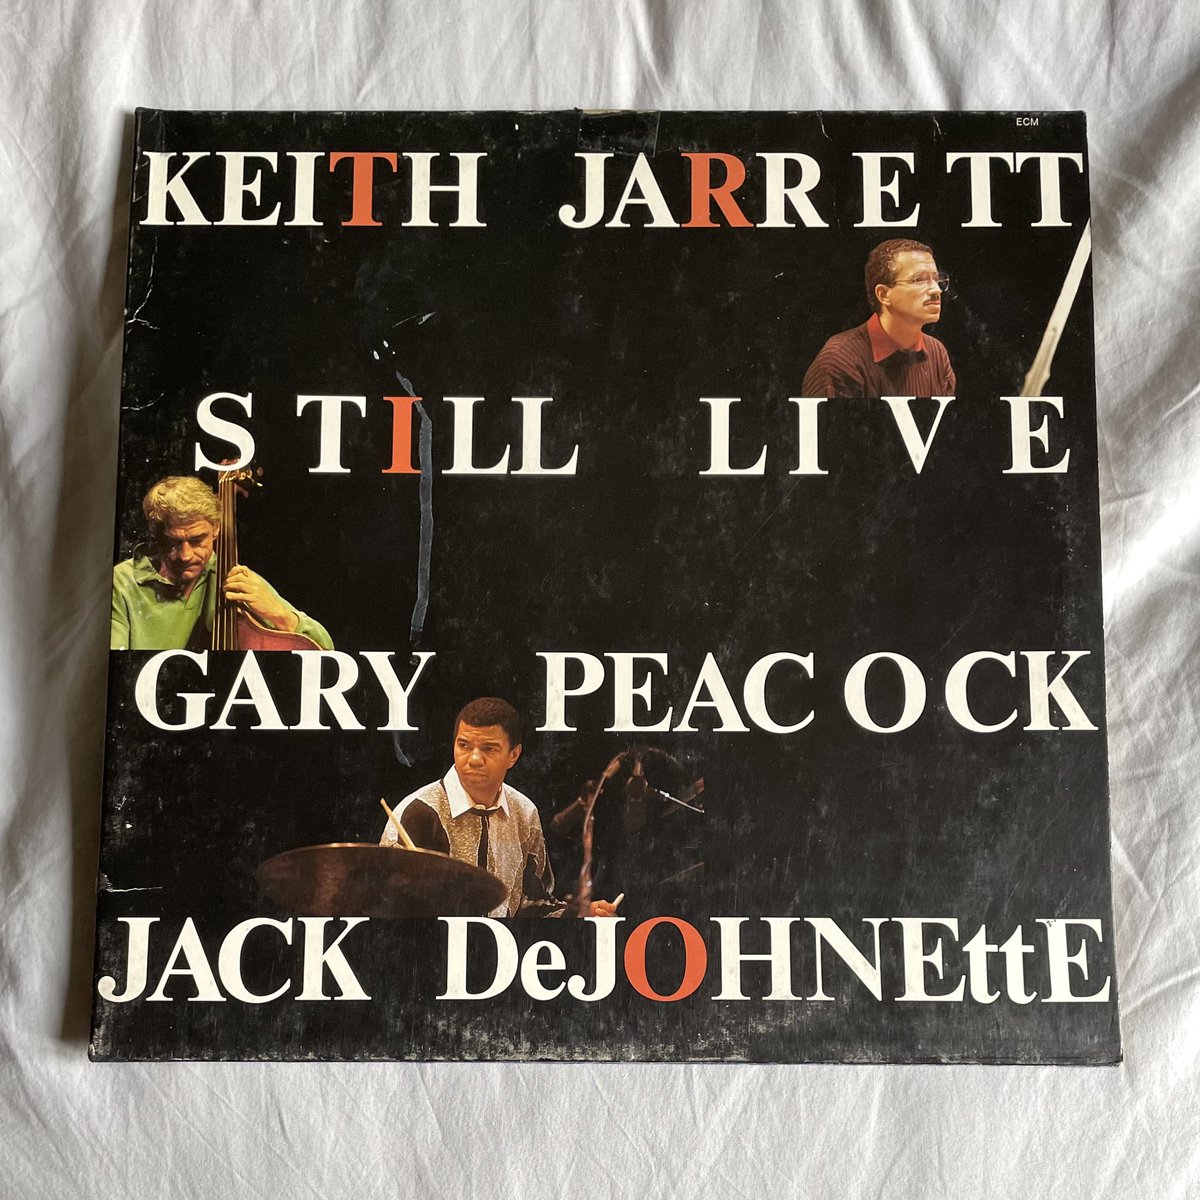 ECM
KEITH JARRETT
STILL LIVE
GARY PEACOCK
JACK DeJOHNEttE